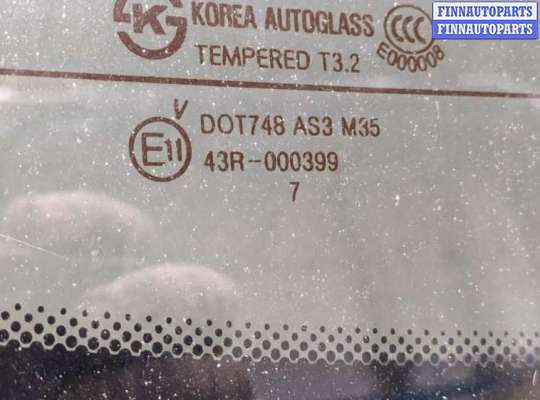 KOREA AUTOGLASS
TEMPERED T3.2
CCC
E000008
V
E11
DOT748 AS3 M35
43R-000399
7
FINNAUTOPARTS
FINNAUTOPARTS